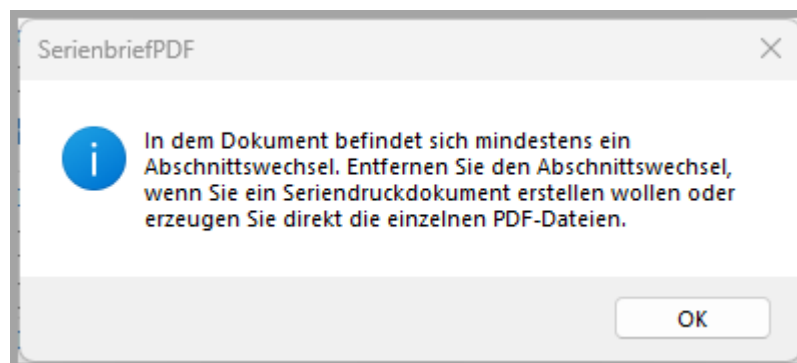 SerienbriefPDF
In dem Dokument befindet sich mindestens ein
Abschnittswechsel. Entfernen Sie den Abschnittswechsel,
wenn Sie ein Seriendruckdokument erstellen wollen oder
erzeugen Sie direkt die einzelnen PDF-Dateien.
OK